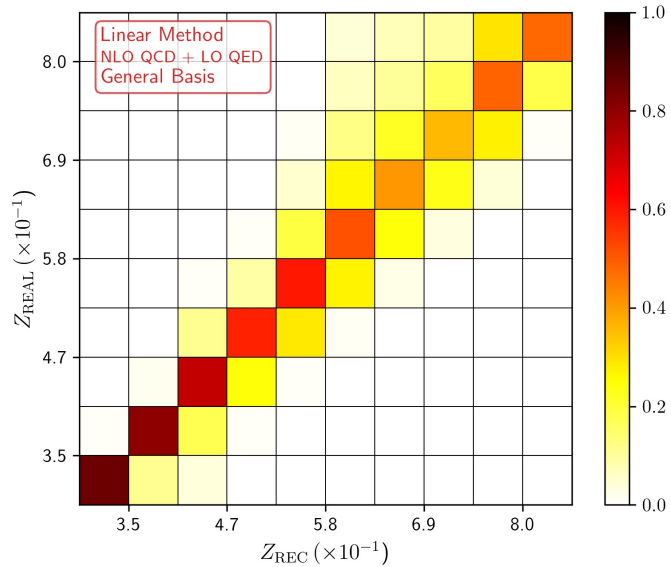 Linear Method
NLO QCD + LO QED
General Basis
8.0
6.9
5.8
4.7
3.5
Z_REAL (×10⁻¹)
3.5 4.7 5.8 6.9 8.0
Z_REC (×10⁻¹)
1.0
0.8
0.6
0.4
0.2
0.0